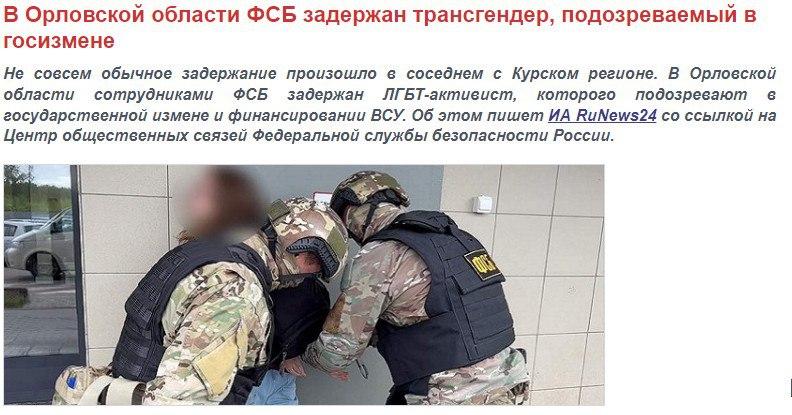 В Орловской области ФСБ задержан трансгендер, подозреваемый в
госизмене
Не совсем обычное задержание произошло в соседнем с Курском регионе. В Орловской
области сотрудниками ФСБ задержан ЛГБТ-активист, которого подозревают в
государственной измене и финансировании ВСУ. Об этом пишет ИА RuNews24 со ссылкой на
Центр общественных связей Федеральной службы безопасности России.
ФСБ